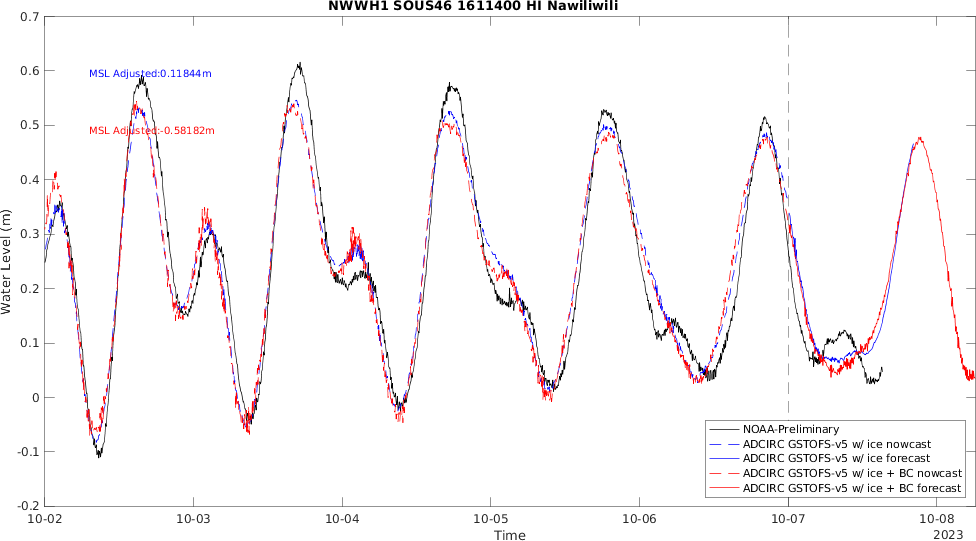 NWWH1 SOUS46 1611400 HI Nawiliwili
0.7
0.6
0.5
0.4
0.3
0.2
0.1
0
-0.1
-0.2
Water Level (m)
MSL Adjusted:0.11844m
MSL Adjusted:-0.58182m
NOAA-Preliminary
ADCIRC GSTOFS-v5 w/ ice nowcast
ADCIRC GSTOFS-v5 w/ ice forecast
ADCIRC GSTOFS-v5 w/ ice + BC nowcast
ADCIRC GSTOFS-v5 w/ ice + BC forecast
10-02 10-03 10-04 10-05 10-06 10-07 10-08
Time
2023